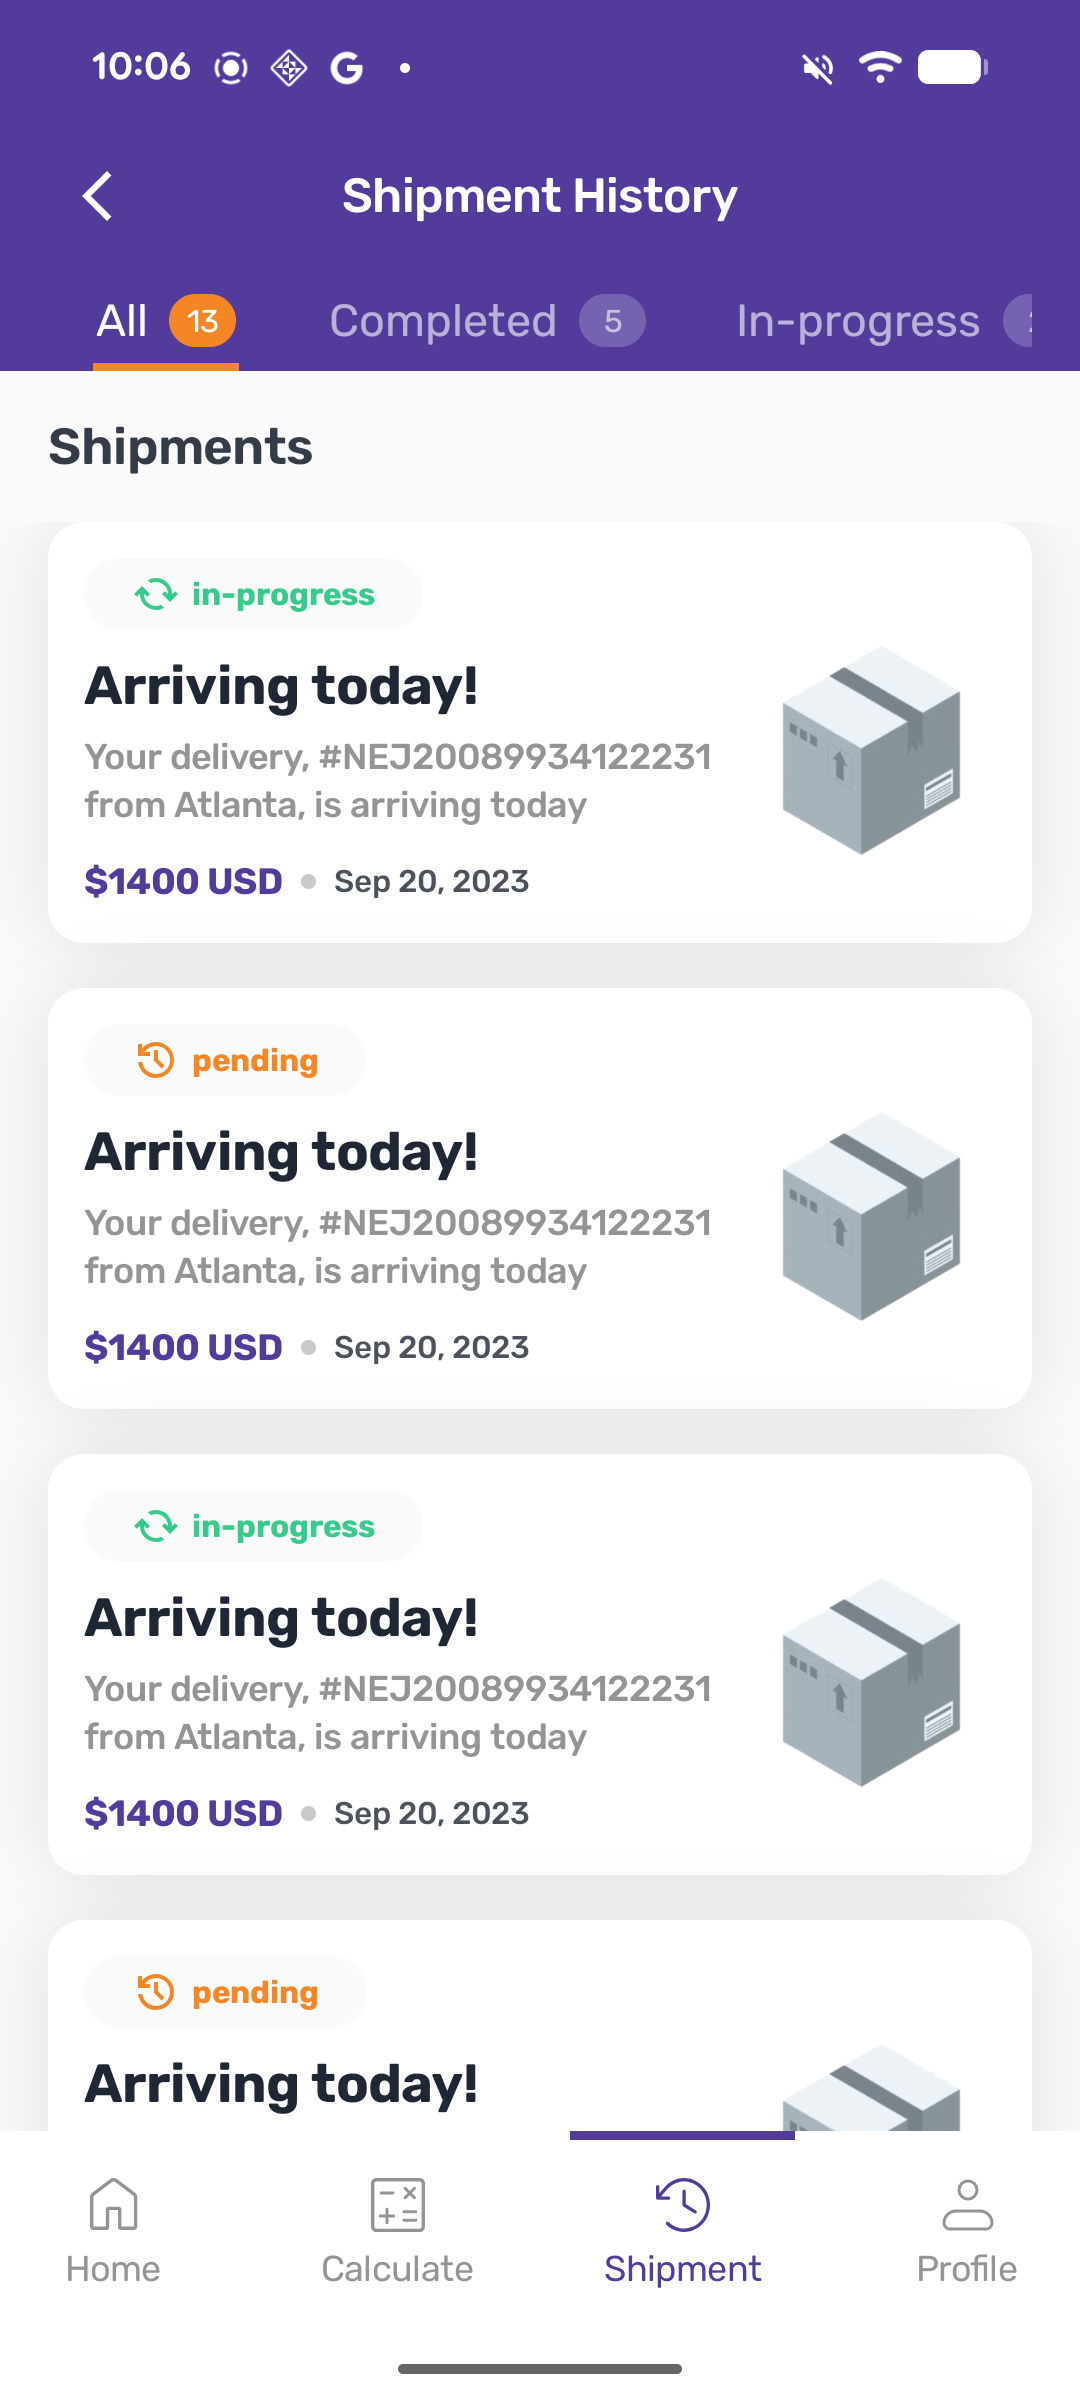 10:06
Shipment History
All 13 Completed 5 In-progress
Shipments
in-progress
Arriving today!
Your delivery, #NEJ20089934122231
from Atlanta, is arriving today
$1400 USD Sep 20, 2023
pending
Arriving today!
Your delivery, #NEJ20089934122231
from Atlanta, is arriving today
$1400 USD Sep 20, 2023
in-progress
Arriving today!
Your delivery, #NEJ20089934122231
from Atlanta, is arriving today
$1400 USD Sep 20, 2023
pending
Arriving today!
Home Calculate Shipment Profile